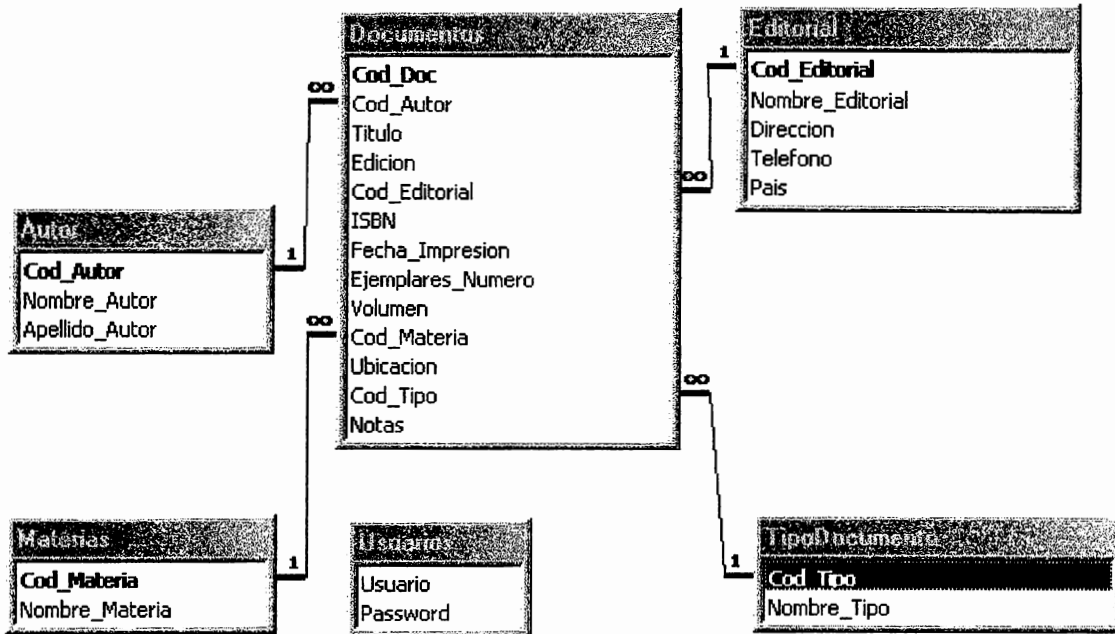 Documentos
Cod_Doc
Cod_Autor
Titulo
Edicion
Cod_Editorial
ISBN
Fecha_Impresion
Ejemplares_Numero
Volumen
Cod_Materia
Ubicacion
Cod_Tipo
Notas
Editorial
Cod_Editorial
Nombre_Editorial
Direccion
Telefono
Pais
Autor
Cod_Autor
Nombre_Autor
Apellido_Autor
Materias
Cod_Materia
Nombre_Materia
Usuarios
Usuario
Password
TipoDocumento
Cod_Tipo
Nombre_Tipo
1
∞
∞
1
∞
1
∞
1